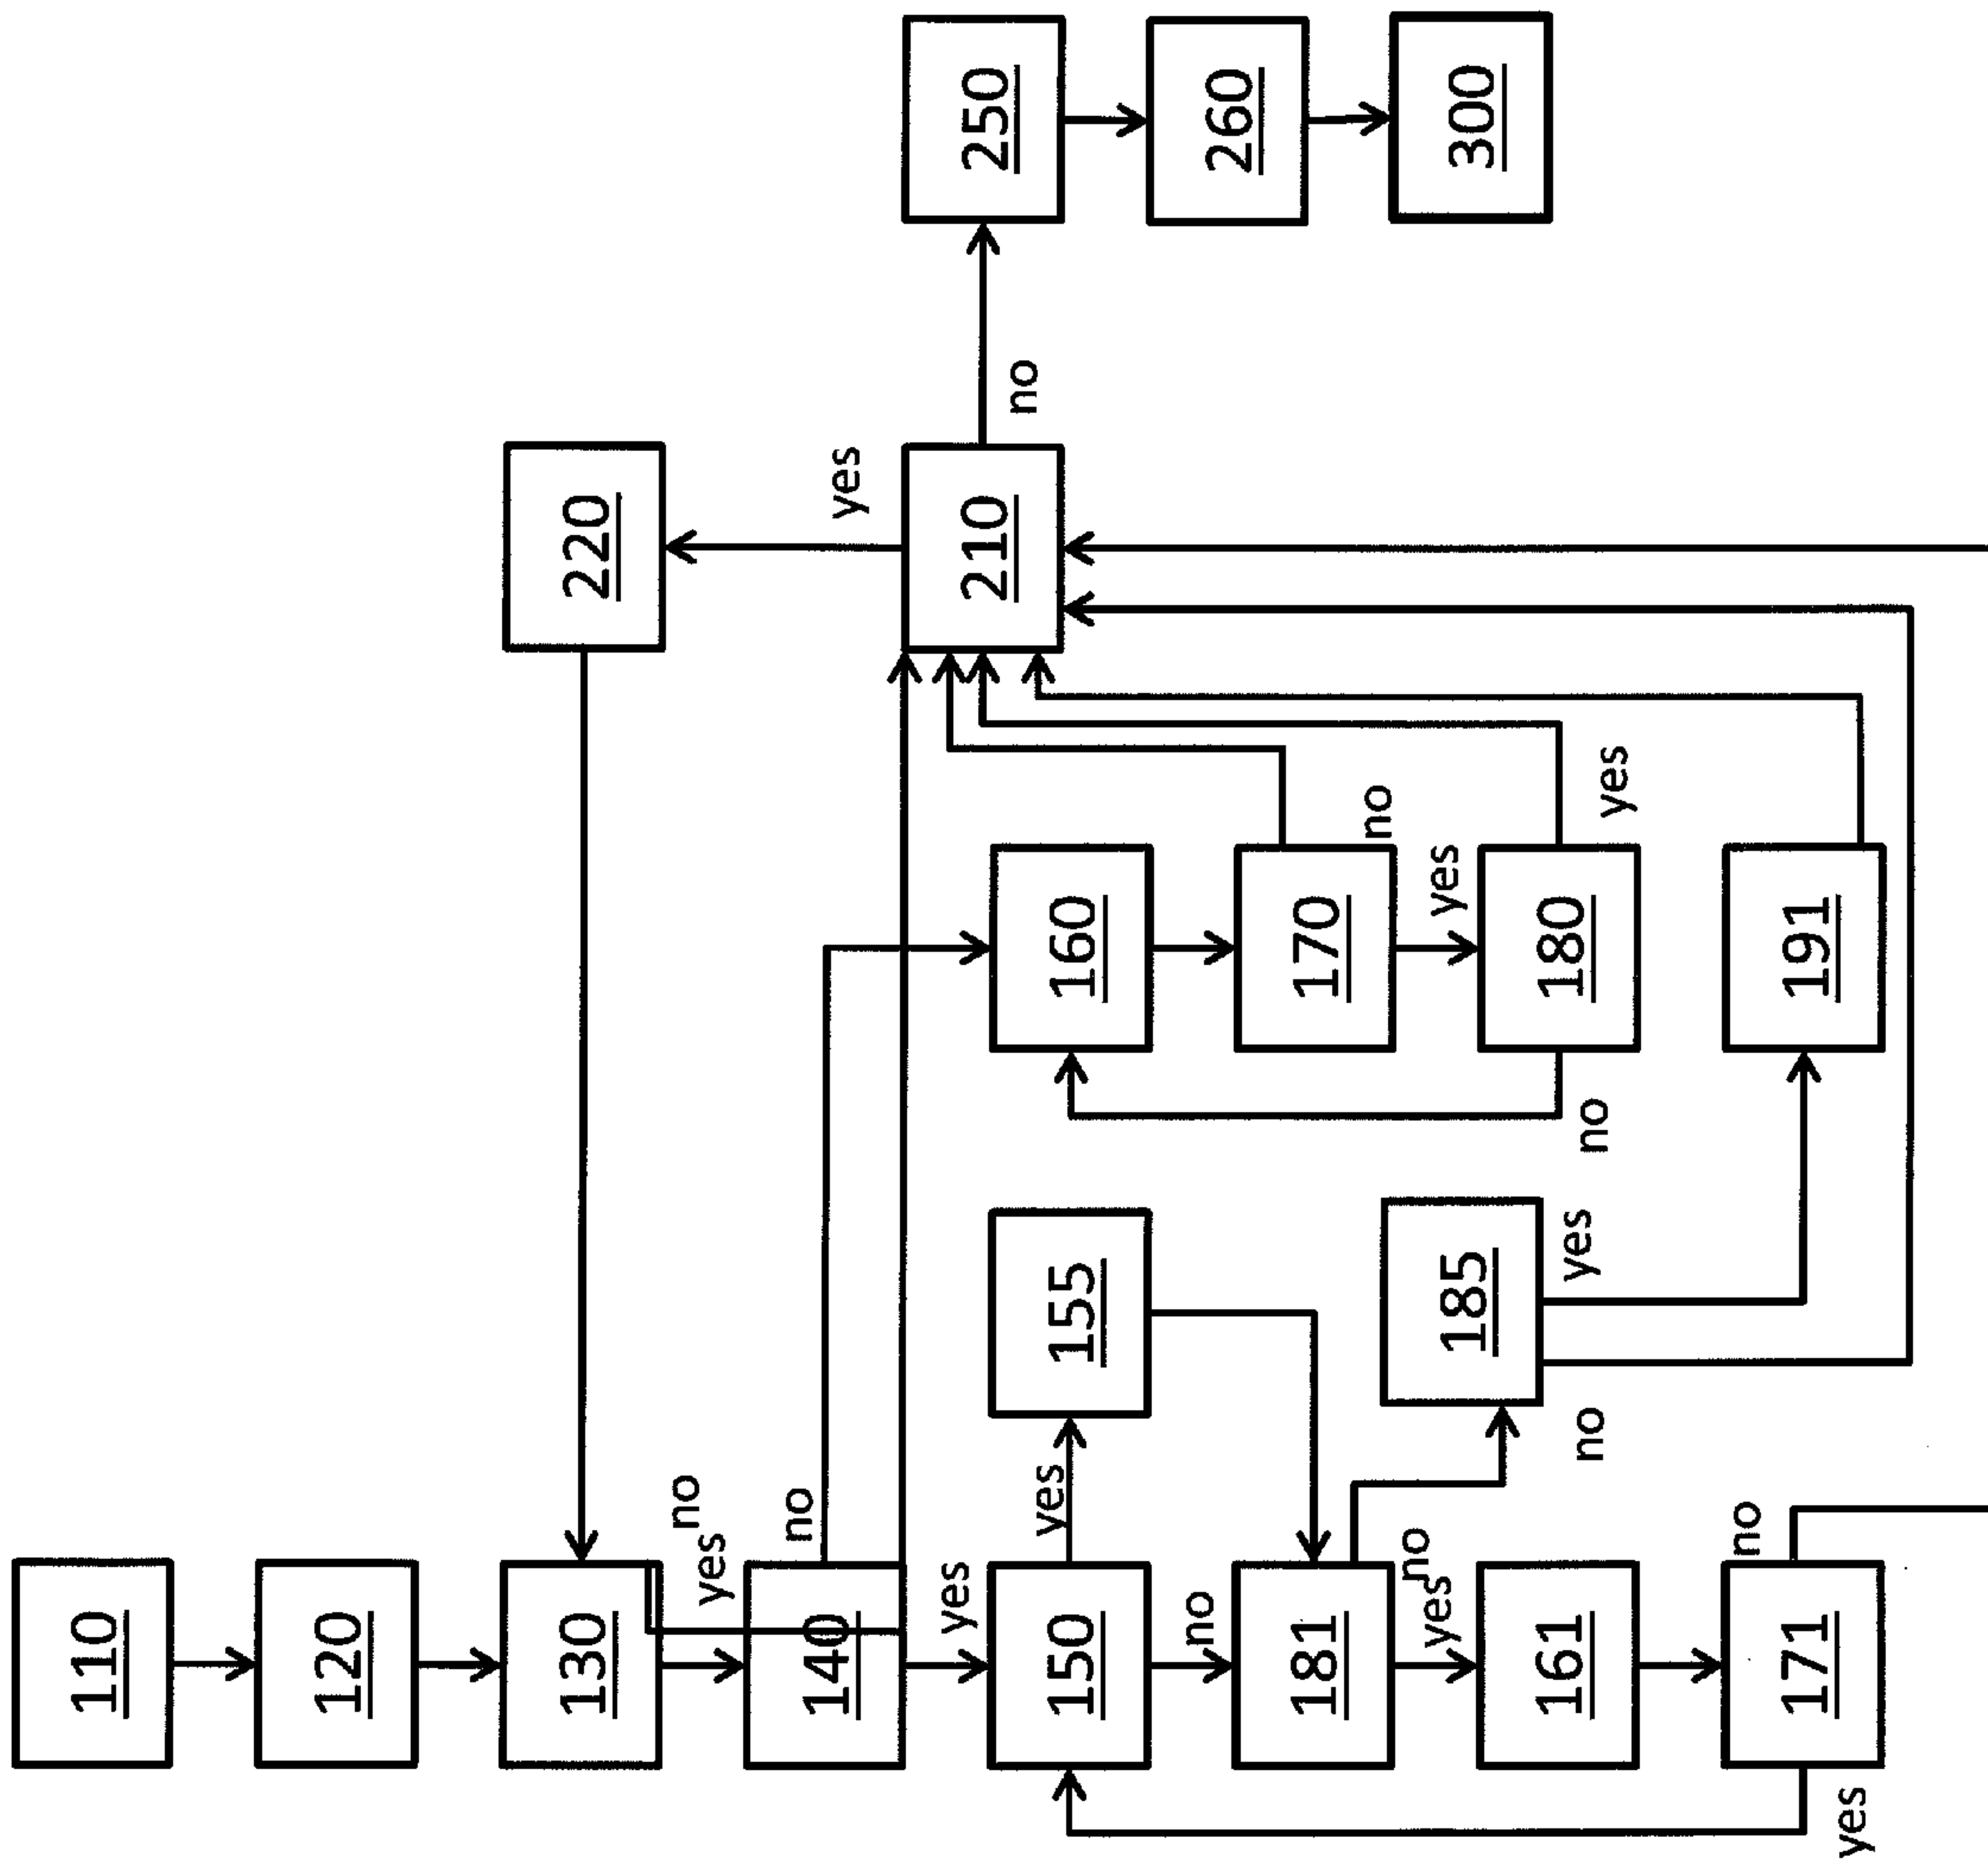 110
120
130
220
no
yes
no
140
yes
yes
210
250
no
yes
150
155
160
no
260
181
170
no
no
yes
yes
185
300
161
180
no
yes
no
yes
no
171
191
yes